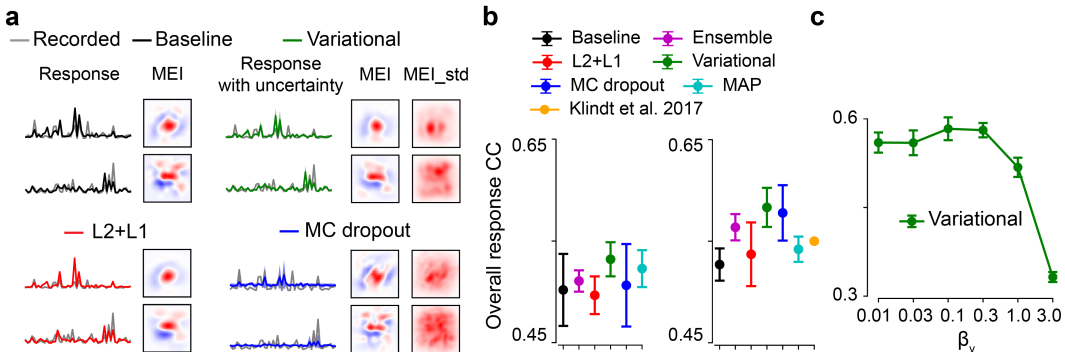 a
Recorded Baseline Variational
Response MEI Response with uncertainty MEI MEI_std
L2+L1 MC dropout
b
Baseline Ensemble
L2+L1 Variational
MC dropout MAP
Klindt et al. 2017
Overall response CC
0.65
0.45
0.65
0.45
c
0.6
0.3
Variational
0.01 0.03 0.1 0.3 1.0 3.0
βv